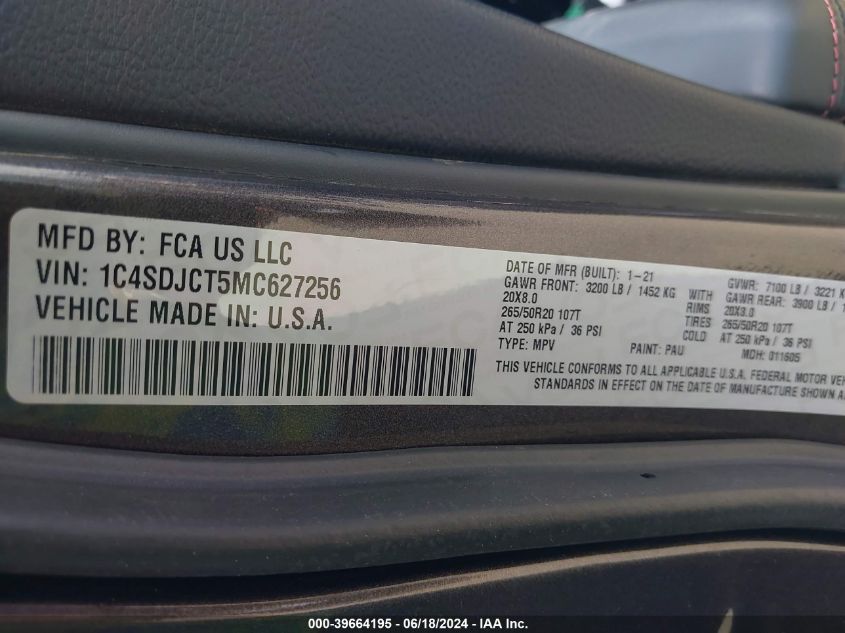 MFD BY: FCA US LLC
VIN: 1C4SDJCT5MC627256
VEHICLE MADE IN: U.S.A.
DATE OF MFR (BUILT): 1-21 GVWR: 7100 LB / 3221
GAWR FRONT: 3200 LB / 1452 KG WITH GAWR REAR: 3900 LB /
20X8.0 RIMS 20X8.0
265/50R20 107T TIRES 265/50R20 107T
AT 250 kPa / 36 PSI COLD AT 250 kPa / 36 PSI
TYPE: MPV PAINT: PAU MDH: 011605
THIS VEHICLE CONFORMS TO ALL APPLICABLE U.S.A. FEDERAL MOTOR
STANDARDS IN EFFECT ON THE DATE OF MANUFACTURE SHOWN
000-39664195 - 06/18/2024 - IAA Inc.